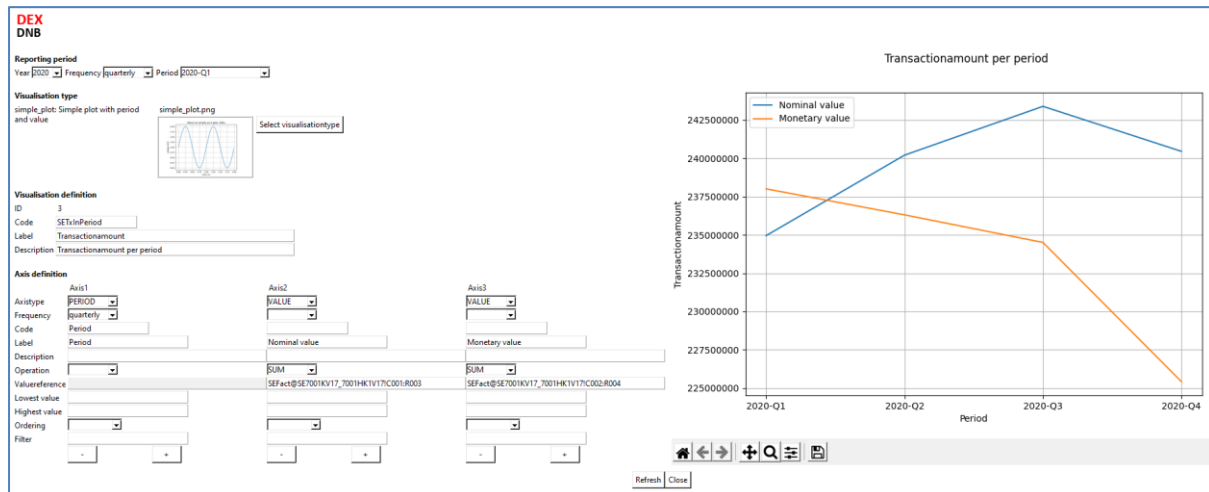 DEX
DNB
Reporting period
Year 2020 Frequency quarterly Period 2020-Q1
Visualisation type
simple_plot: Simple plot with period and value
simple_plot.png
Select visualisationtype
Visualisation definition
ID 3
Code SETxInPeriod
Label Transactionamount
Description Transactionamount per period
Axis definition
Axis1 Axis2 Axis3
Axistype PERIOD VALUE VALUE
Frequency quarterly
Code Period
Label Period Nominal value Monetary value
Description
Operation SUM SUM
Valuereference SEFact@SE7001KV17_7001HK1V17!C001:R003 SEFact@SE7001KV17_7001HK1V17!C002:R004
Lowest value
Highest value
Ordering
Filter
- + - + - +
Transactionamount per period
Nominal value
Monetary value
Transactionamount
242500000
240000000
237500000
235000000
232500000
230000000
227500000
225000000
2020-Q1 2020-Q2 2020-Q3 2020-Q4
Period
Refresh Close